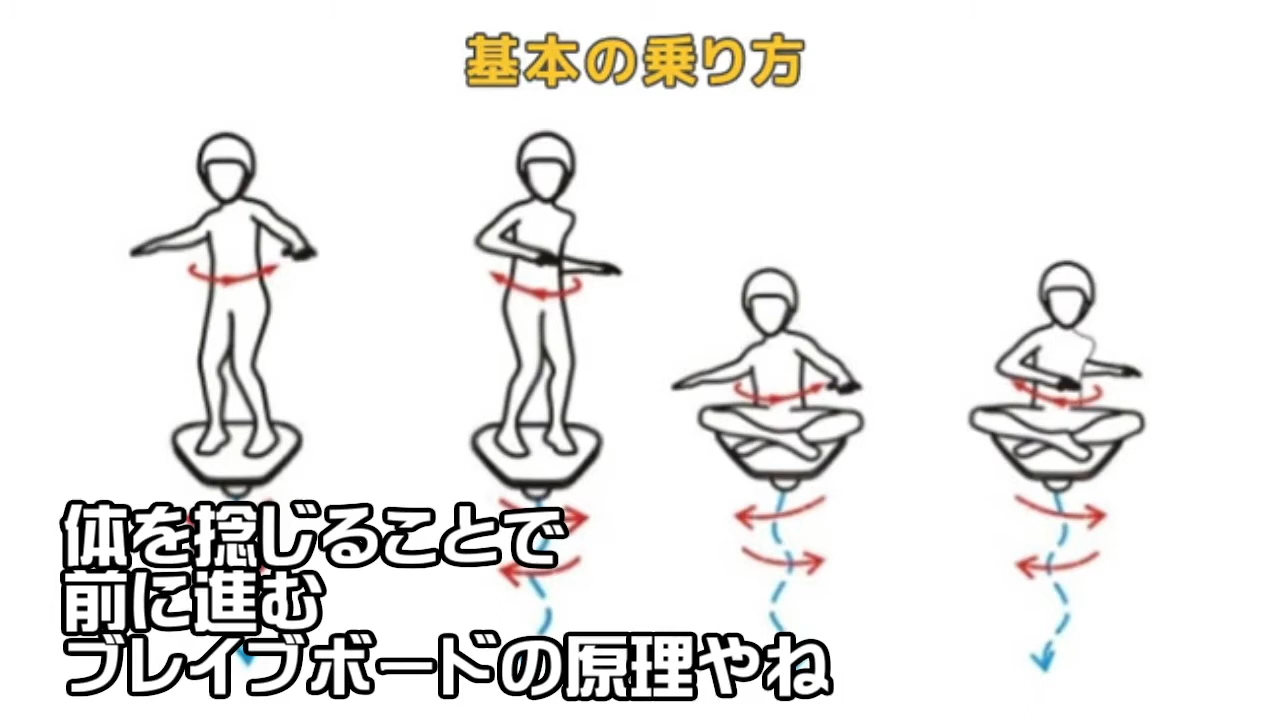 基本の乗り方
体を捻じることで
前に進む
ブレイブボードの原理やね